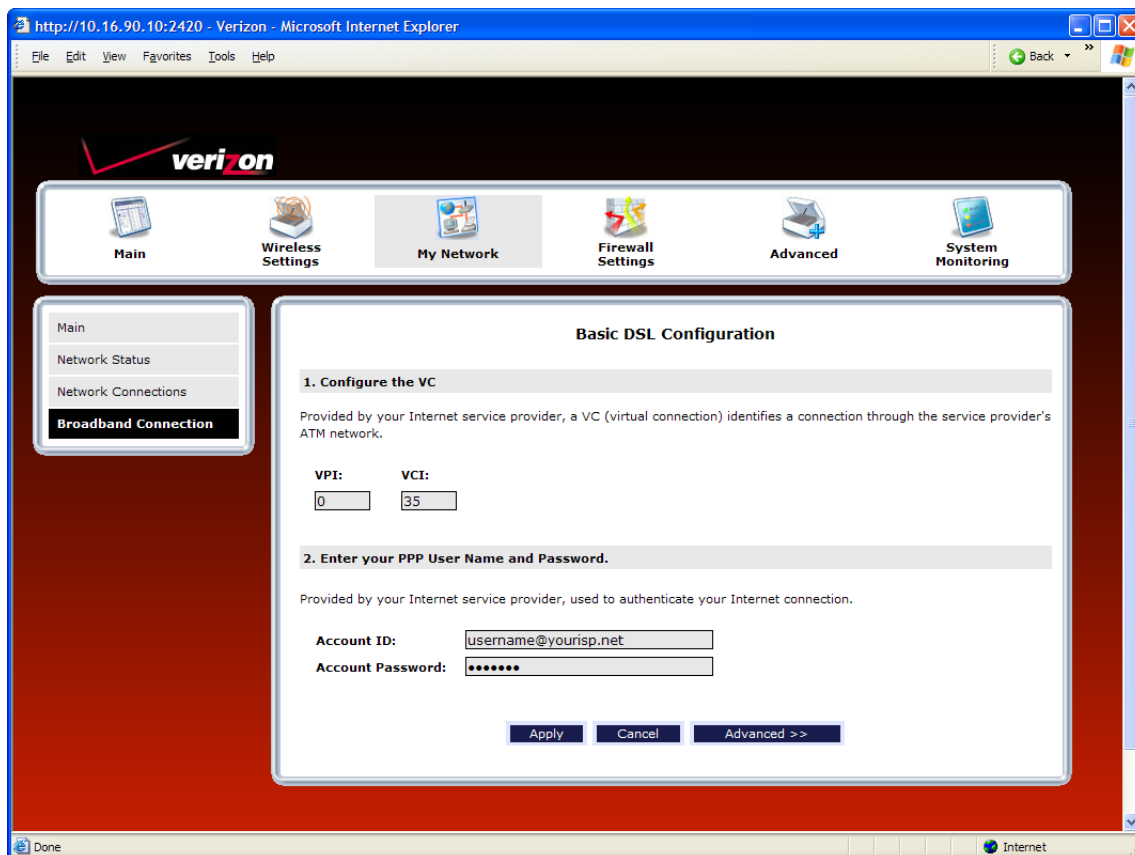 http://10.16.90.10:2420 - Verizon - Microsoft Internet Explorer
File Edit View Favorites Tools Help
Back
»
verizon
Main
Wireless Settings
My Network
Firewall Settings
Advanced
System Monitoring
Main
Network Status
Network Connections
Broadband Connection
Basic DSL Configuration
1. Configure the VC
Provided by your Internet service provider, a VC (virtual connection) identifies a connection through the service provider's
ATM network.
VPI: VCI:
0 35
2. Enter your PPP User Name and Password.
Provided by your Internet service provider, used to authenticate your Internet connection.
Account ID: username@yourisp.net
Account Password: •••••••
Apply Cancel Advanced >>
Done Internet